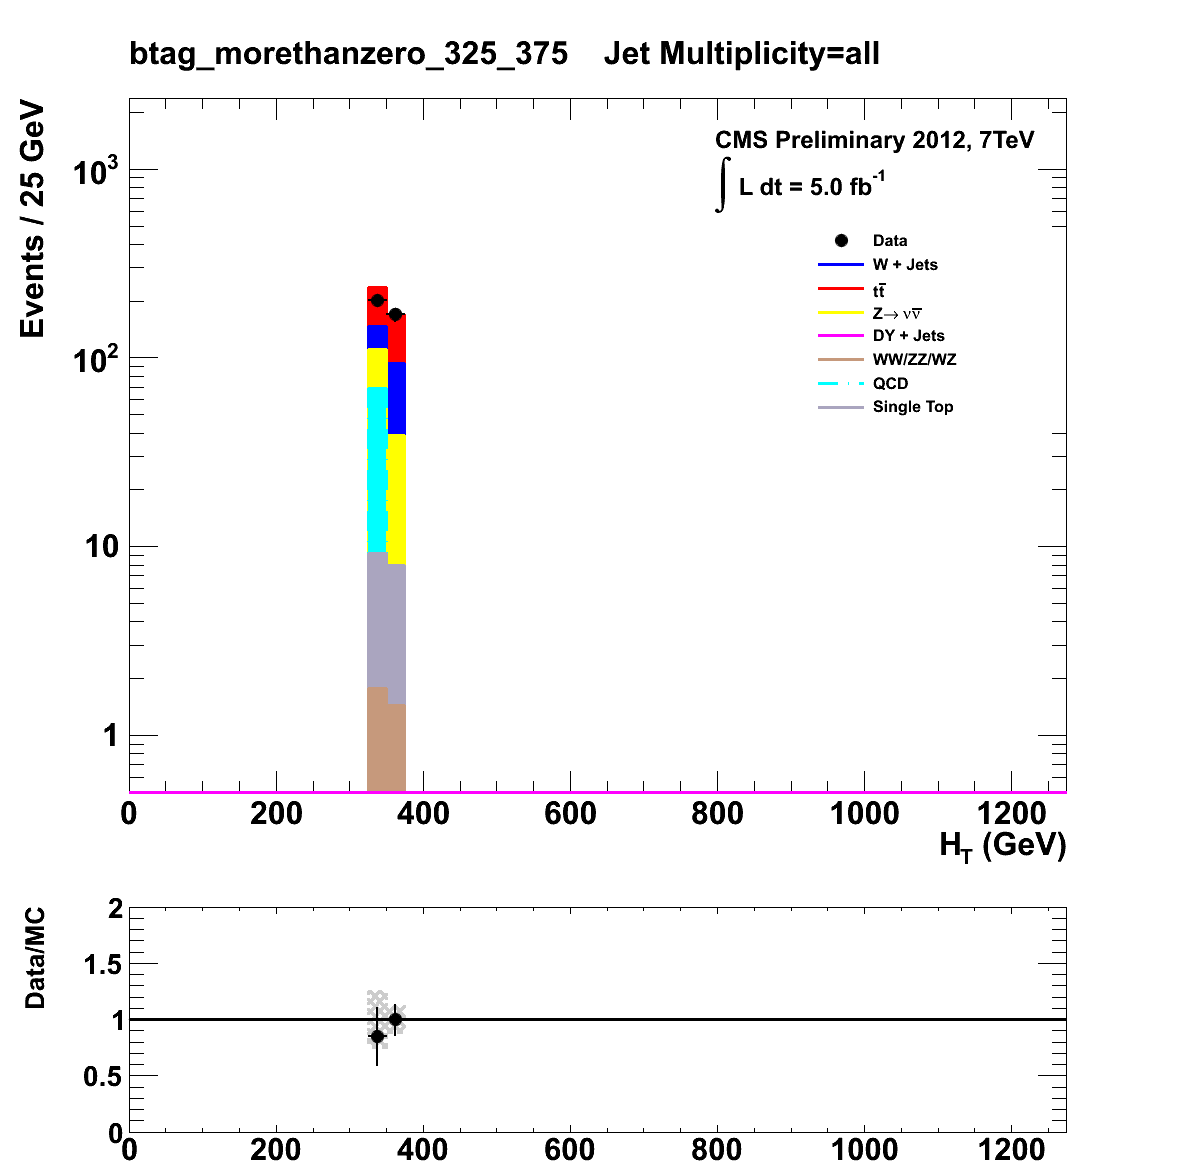 btag_morethanzero_325_375 Jet Multiplicity=all
Events / 25 GeV
10³
10²
10
1
CMS Preliminary 2012, 7TeV
∫ L dt = 5.0 fb⁻¹
Data
W + Jets
tt̅
Z→ νν̅
DY + Jets
WW/ZZ/WZ
QCD
Single Top
0 200 400 600 800 1000 1200
H_T (GeV)
Data/MC
2
1.5
1
0.5
0
0 200 400 600 800 1000 1200